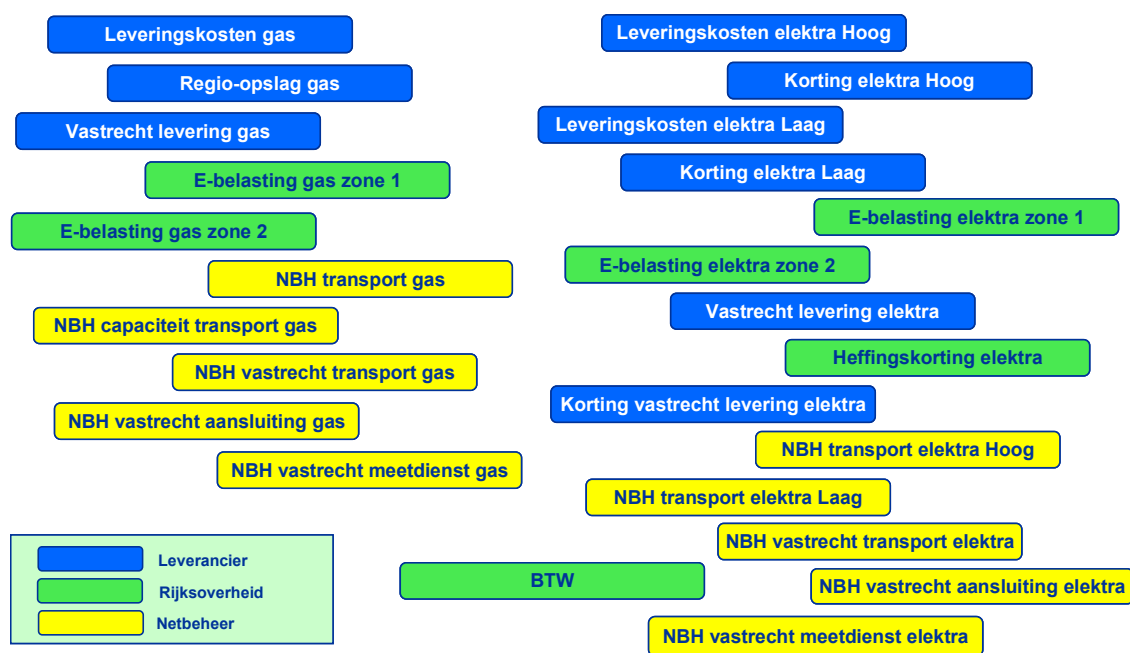 Leveringskosten gas
Regio-opslag gas
Vastrecht levering gas
E-belasting gas zone 1
E-belasting gas zone 2
NBH transport gas
NBH capaciteit transport gas
NBH vastrecht transport gas
NBH vastrecht aansluiting gas
NBH vastrecht meetdienst gas
Leveringskosten elektra Hoog
Korting elektra Hoog
Leveringskosten elektra Laag
Korting elektra Laag
E-belasting elektra zone 1
E-belasting elektra zone 2
Vastrecht levering elektra
Heffingskorting elektra
Korting vastrecht levering elektra
NBH transport elektra Hoog
NBH transport elektra Laag
NBH vastrecht transport elektra
NBH vastrecht aansluiting elektra
NBH vastrecht meetdienst elektra
BTW
Leverancier
Rijksoverheid
Netbeheer